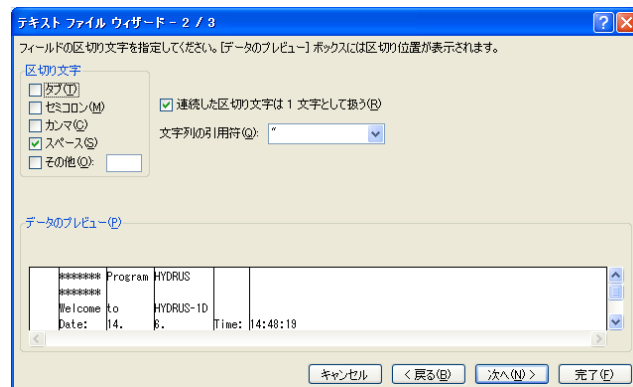 テキスト ファイル ウィザード - 2 / 3
フィールドの区切り文字を指定してください。[データのプレビュー] ボックスには区切り位置が表示されます。
区切り文字
タブ(T)
セミコロン(M)
カンマ(C)
スペース(S)
その他(O):
連続した区切り文字は 1 文字として扱う(R)
文字列の引用符(Q): "
データのプレビュー(P)
******* Program HYDRUS
*******
Welcome to HYDRUS-1D
Date: 14. 6. Time: 14:48:19
キャンセル < 戻る(B) 次へ(N) > 完了(F)